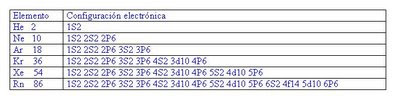 Elemento Configuración electrónica
He 2 1S2
Ne 10 1S2 2S2 2P6
Ar 18 1S2 2S2 2P6 3S2 3P6
Kr 36 1S2 2S2 2P6 3S2 3P6 4S2 3d10 4P6
Xe 54 1S2 2S2 2P6 3S2 3P6 4S2 3d10 4P6 5S2 4d10 5P6
Rn 86 1S2 2S2 2P6 3S2 3P6 4S2 3d10 4P6 5S2 4d10 5P6 6S2 4f14 5d10 6P6